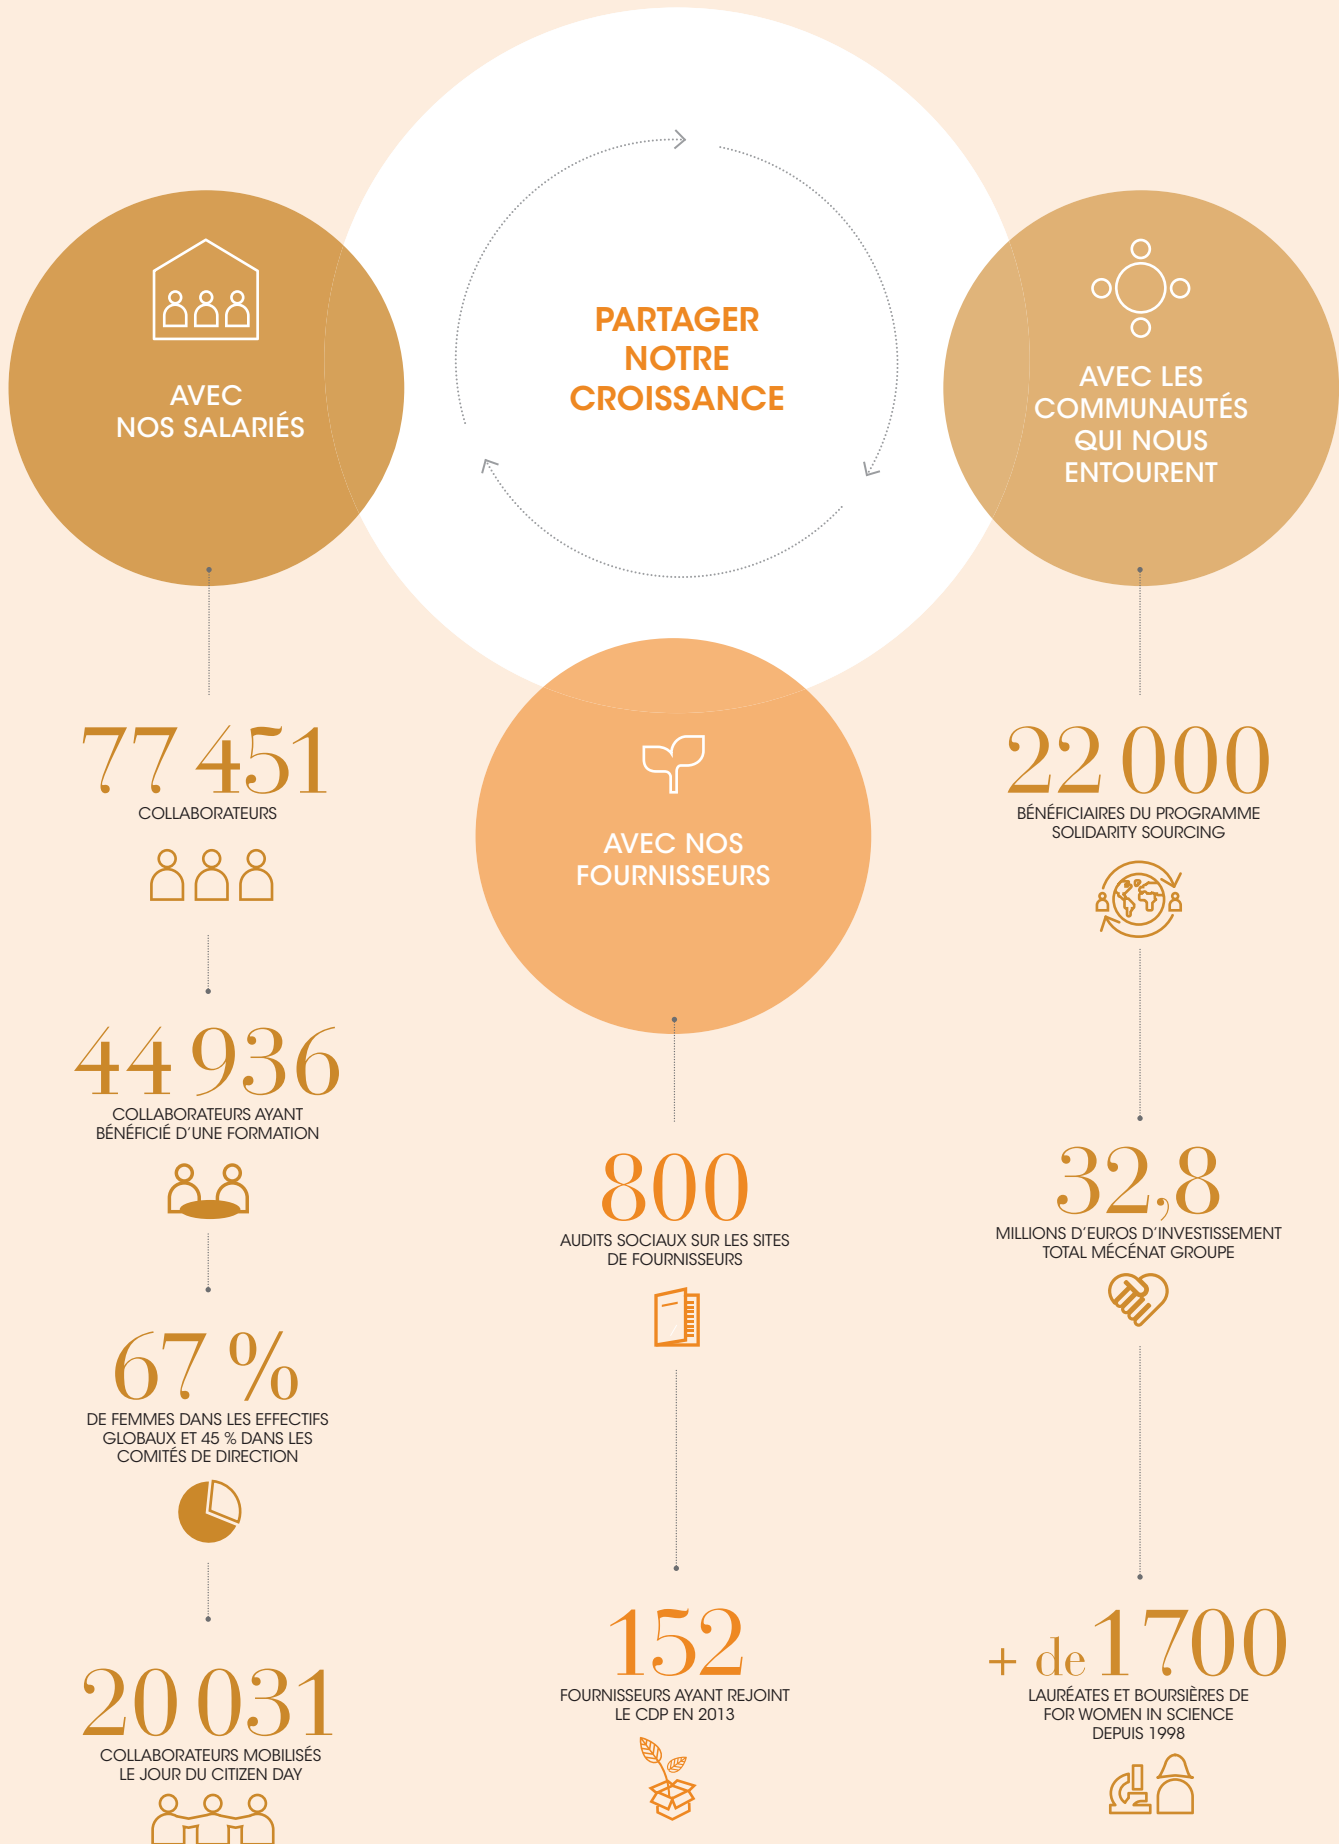 PARTAGER
NOTRE
CROISSANCE
AVEC
NOS SALARIÉS
77 451
COLLABORATEURS
44 936
COLLABORATEURS AYANT
BÉNÉFICIÉ D’UNE FORMATION
67 %
DE FEMMES DANS LES EFFECTIFS
GLOBAUX ET 45 % DANS LES
COMITÉS DE DIRECTION
20 031
COLLABORATEURS MOBILISÉS
LE JOUR DU CITIZEN DAY
AVEC NOS
FOURNISSEURS
800
AUDITS SOCIAUX SUR LES SITES
DE FOURNISSEURS
152
FOURNISSEURS AYANT REJOINT
LE CDP EN 2013
AVEC LES
COMMUNAUTÉS
QUI NOUS
ENTOURENT
22 000
BÉNÉFICIAIRES DU PROGRAMME
SOLIDARITY SOURCING
32,8
MILLIONS D’EUROS D’INVESTISSEMENT
TOTAL MÉCÉNAT GROUPE
+ de 1 700
LAURÉATES ET BOURSIÈRES DE
FOR WOMEN IN SCIENCE
DEPUIS 1998